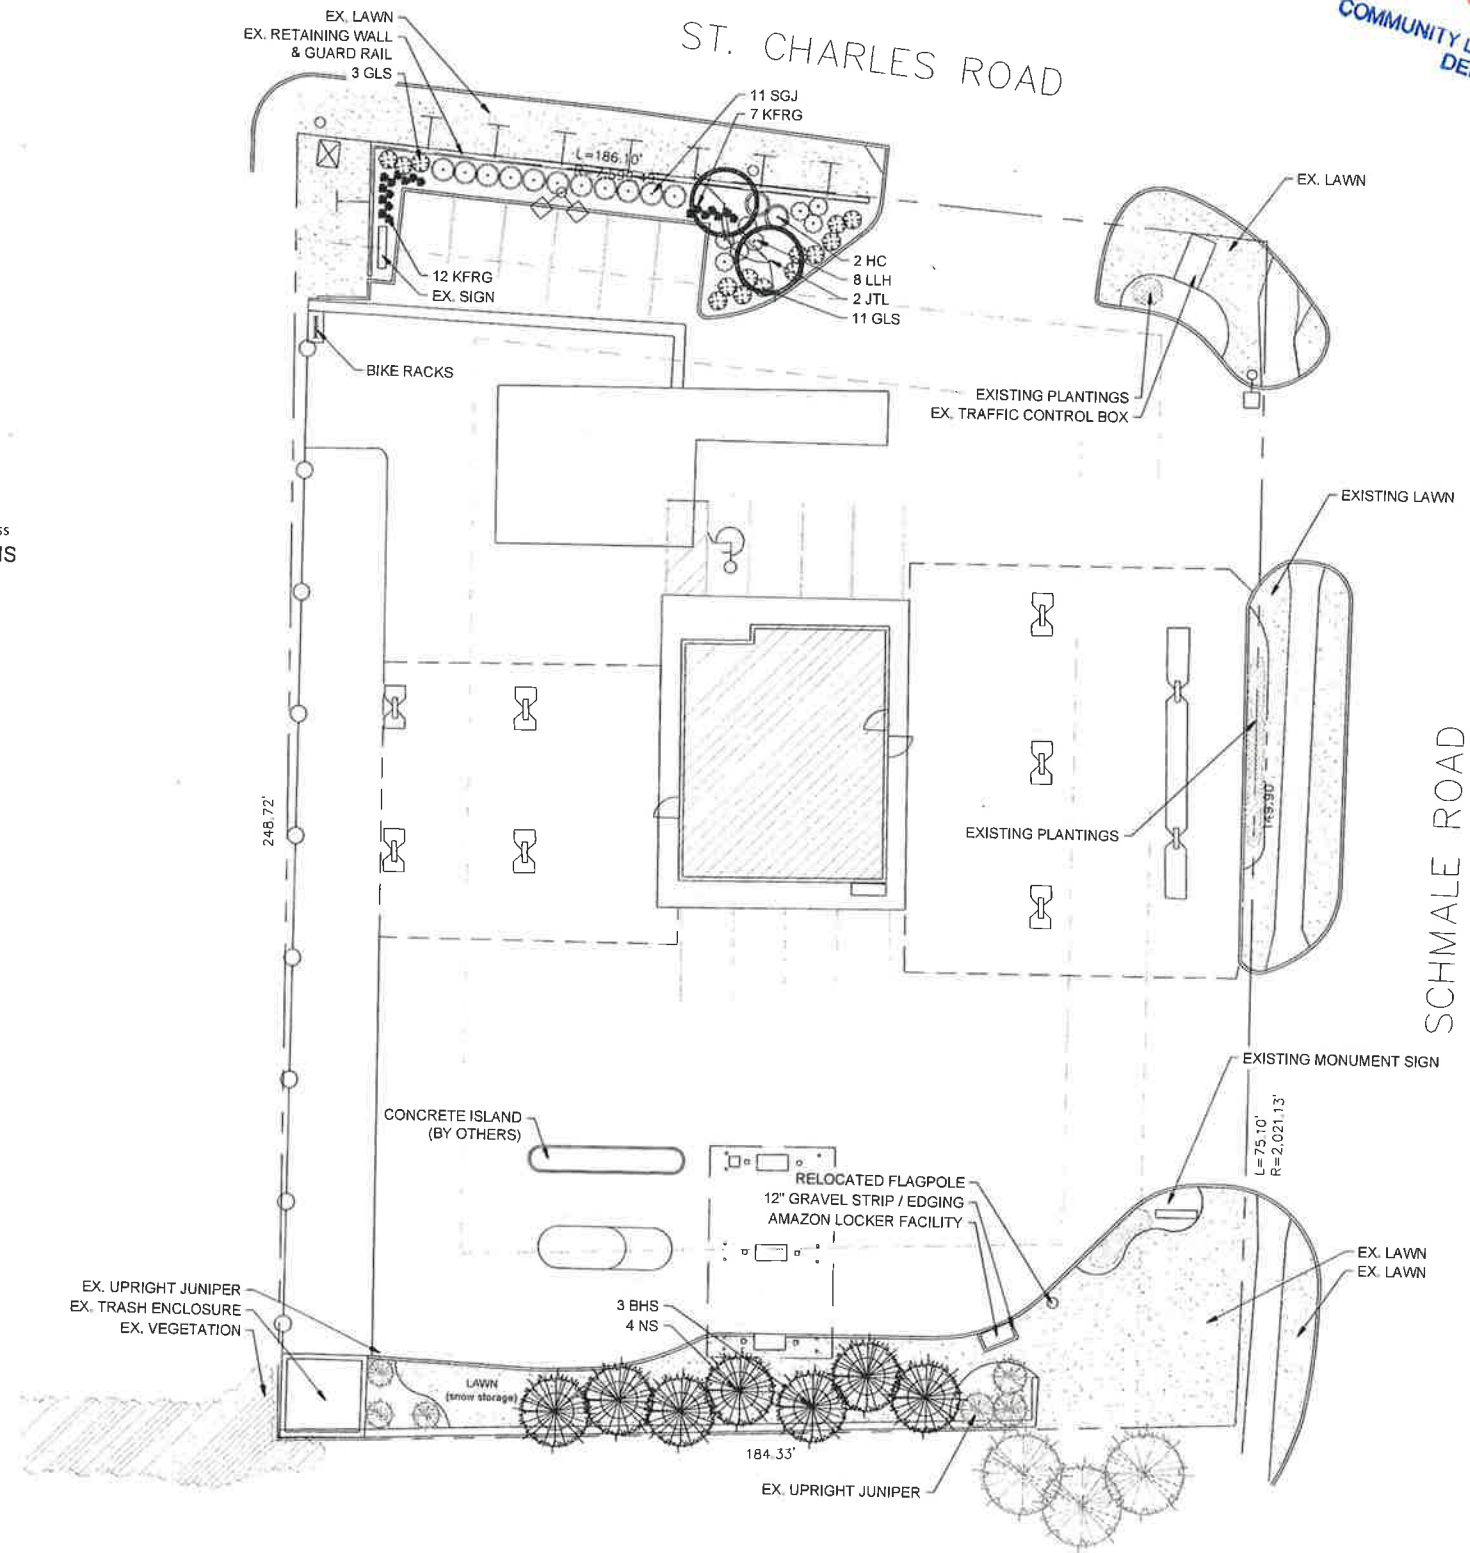 ST. CHARLES ROAD
COMMUNITY
EX. LAWN
EX. RETAINING WALL
& GUARD RAIL
3 GLS
11 SGJ
7 KFRG
L=186.10'
EX. LAWN
12 KFRG
EX. SIGN
2 HC
8 LLH
2 JTL
11 GLS
BIKE RACKS
EXISTING PLANTINGS
EX. TRAFFIC CONTROL BOX
EXISTING LAWN
248.72'
EXISTING PLANTINGS
149.90'
SCHMALE ROAD
EXISTING MONUMENT SIGN
L=75.10'
R=2,021.13'
CONCRETE ISLAND
(BY OTHERS)
RELOCATED FLAGPOLE
12" GRAVEL STRIP / EDGING
AMAZON LOCKER FACILITY
EX. LAWN
EX. LAWN
EX. UPRIGHT JUNIPER
EX. TRASH ENCLOSURE
EX. VEGETATION
3 BHS
4 NS
LAWN
(snow storage)
184.33'
EX. UPRIGHT JUNIPER